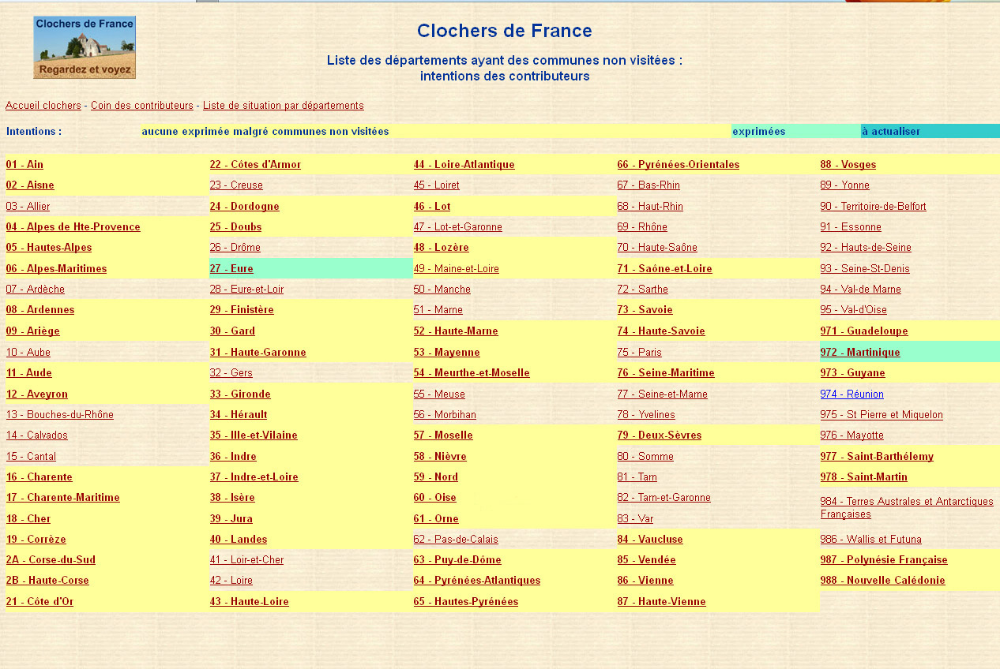 Clochers de France
Regardez et voyez
Clochers de France
Liste des départements ayant des communes non visitées :
intentions des contributeurs
Accueil clochers - Coin des contributeurs - Liste de situation par départements
Intentions : aucune exprimée malgré communes non visitées exprimées à actualiser
01 - Ain 22 - Côtes d'Armor 44 - Loire-Atlantique 66 - Pyrénées-Orientales 88 - Vosges
02 - Aisne 23 - Creuse 45 - Loiret 67 - Bas-Rhin 89 - Yonne
03 - Allier 24 - Dordogne 46 - Lot 68 - Haut-Rhin 90 - Territoire-de-Belfort
04 - Alpes de Hte-Provence 25 - Doubs 47 - Lot-et-Garonne 69 - Rhône 91 - Essonne
05 - Hautes-Alpes 26 - Drôme 48 - Lozère 70 - Haute-Saône 92 - Hauts-de-Seine
06 - Alpes-Maritimes 27 - Eure 49 - Maine-et-Loire 71 - Saône-et-Loire 93 - Seine-St-Denis
07 - Ardèche 28 - Eure-et-Loir 50 - Manche 72 - Sarthe 94 - Val-de Marne
08 - Ardennes 29 - Finistère 51 - Marne 73 - Savoie 95 - Val-d'Oise
09 - Ariège 30 - Gard 52 - Haute-Marne 74 - Haute-Savoie 971 - Guadeloupe
10 - Aube 31 - Haute-Garonne 53 - Mayenne 75 - Paris 972 - Martinique
11 - Aude 32 - Gers 54 - Meurthe-et-Moselle 76 - Seine-Maritime 973 - Guyane
12 - Aveyron 33 - Gironde 55 - Meuse 77 - Seine-et-Marne 974 - Réunion
13 - Bouches-du-Rhône 34 - Hérault 56 - Morbihan 78 - Yvelines 975 - St Pierre et Miquelon
14 - Calvados 35 - Ille-et-Vilaine 57 - Moselle 79 - Deux-Sèvres 976 - Mayotte
15 - Cantal 36 - Indre 58 - Nièvre 80 - Somme 977 - Saint-Barthélemy
16 - Charente 37 - Indre-et-Loire 59 - Nord 81 - Tarn 978 - Saint-Martin
17 - Charente-Maritime 38 - Isère 60 - Oise 82 - Tarn-et-Garonne 984 - Terres Australes et Antarctiques
Françaises
18 - Cher 39 - Jura 61 - Orne 83 - Var
19 - Corrèze 40 - Landes 62 - Pas-de-Calais 84 - Vaucluse 986 - Wallis et Futuna
2A - Corse-du-Sud 41 - Loir-et-Cher 63 - Puy-de-Dôme 85 - Vendée 987 - Polynésie Française
2B - Haute-Corse 42 - Loire 64 - Pyrénées-Atlantiques 86 - Vienne 988 - Nouvelle Calédonie
21 - Côte d'Or 43 - Haute-Loire 65 - Hautes-Pyrénées 87 - Haute-Vienne